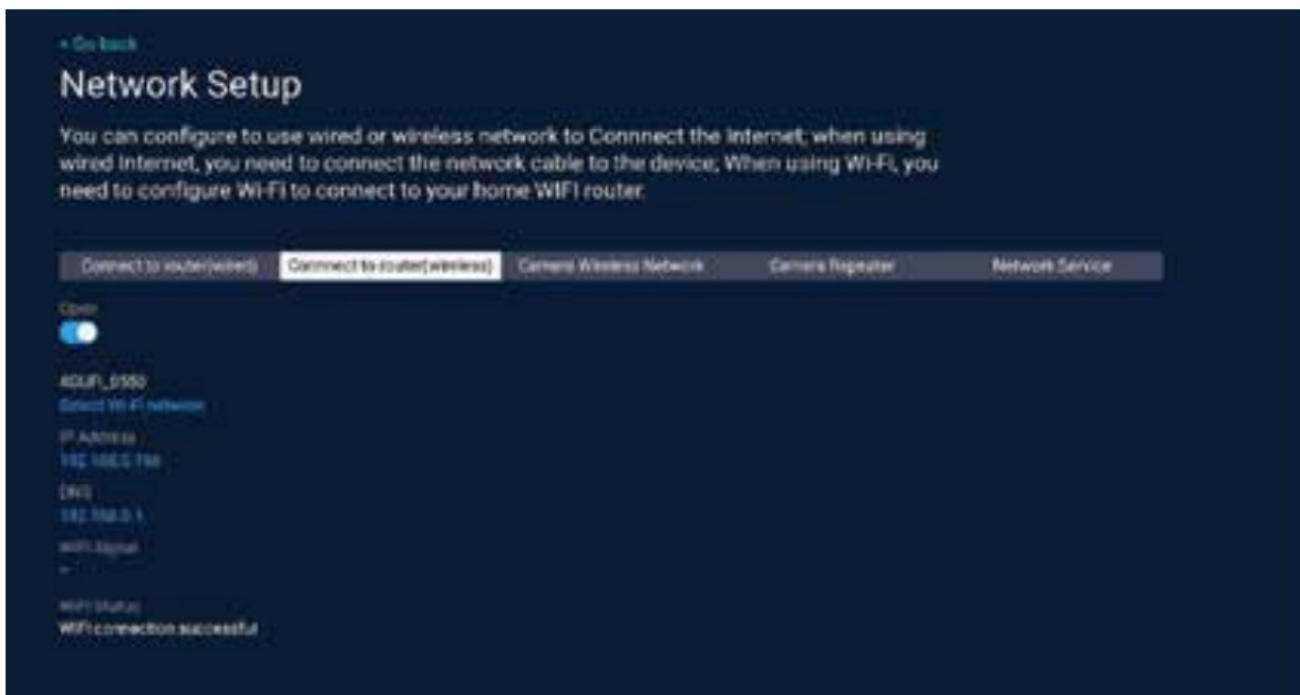 Go back
Network Setup
You can configure to use wired or wireless network to Connnect the Internet; when using
wired Internet, you need to connect the network cable to the device; When using Wi-Fi, you
need to configure Wi-Fi to connect to your home WIFI router.
Connect to router(wired) Connnect to router(wireless) Camera Wireless Network Camera Repeater Network Service
Open
Select Wi-Fi network
IP Address
DNS
WIFI Signal
WIFI Status
WIFI connection successful